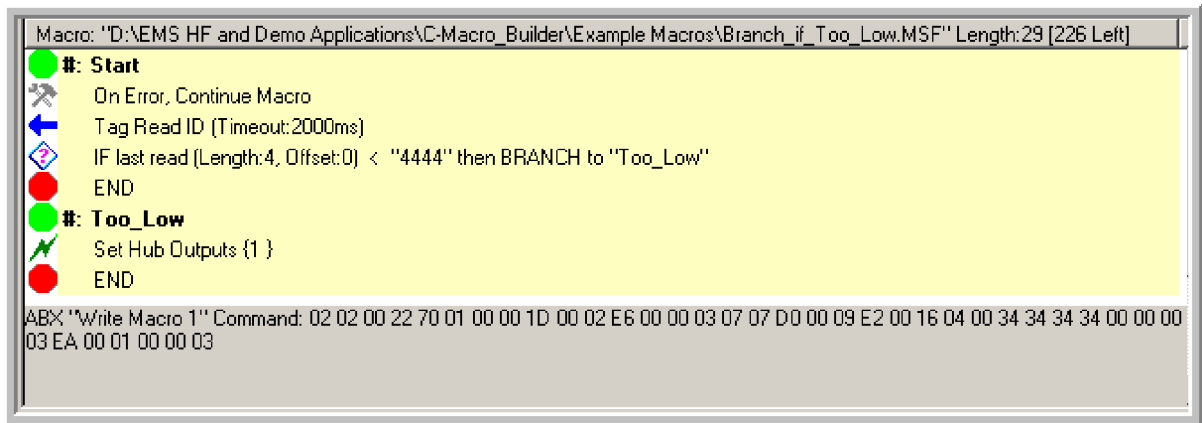 Macro: "D:\EMS HF and Demo Applications\C-Macro_Builder\Example Macros\Branch_if_Too_Low.MSF" Length:29 [226 Left]
#: Start
On Error, Continue Macro
Tag Read ID (Timeout:2000ms)
IF last read (Length:4, Offset:0) < "4444" then BRANCH to "Too_Low"
END
#: Too_Low
Set Hub Outputs {1 }
END
ABX "Write Macro 1" Command: 02 02 00 22 70 01 00 00 1D 00 02 E6 00 00 03 07 07 D0 00 09 E2 00 16 04 00 34 34 34 34 00 00 00
03 EA 00 01 00 00 03